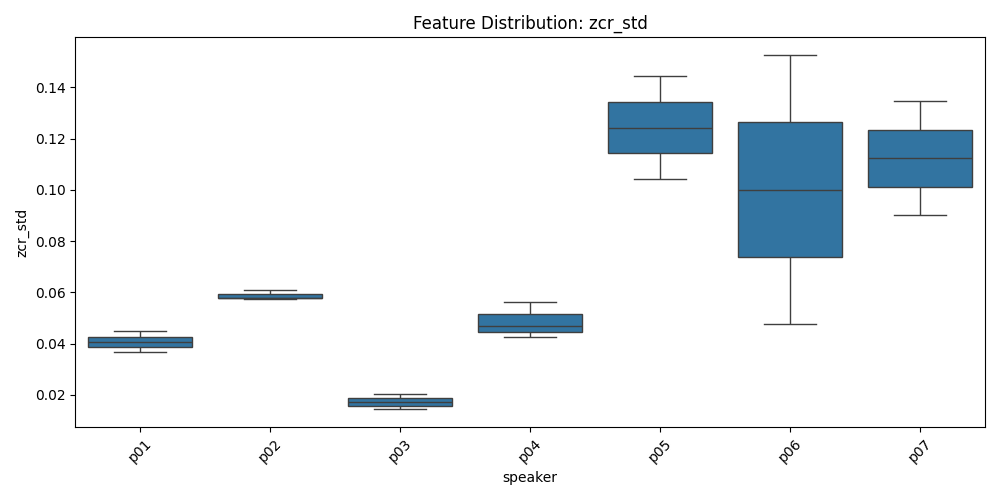 Feature Distribution: zcr_std
zcr_std
0.14
0.12
0.10
0.08
0.06
0.04
0.02
p01
p02
p03
p04
p05
p06
p07
speaker